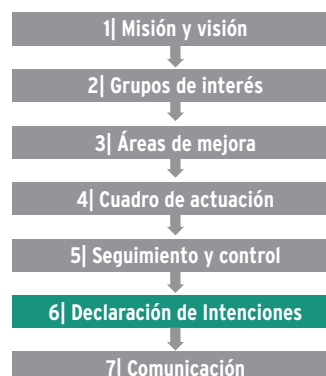 1| Misión y visión
2| Grupos de interés
3| Áreas de mejora
4| Cuadro de actuación
5| Seguimiento y control
6| Declaración de Intenciones
7| Comunicación